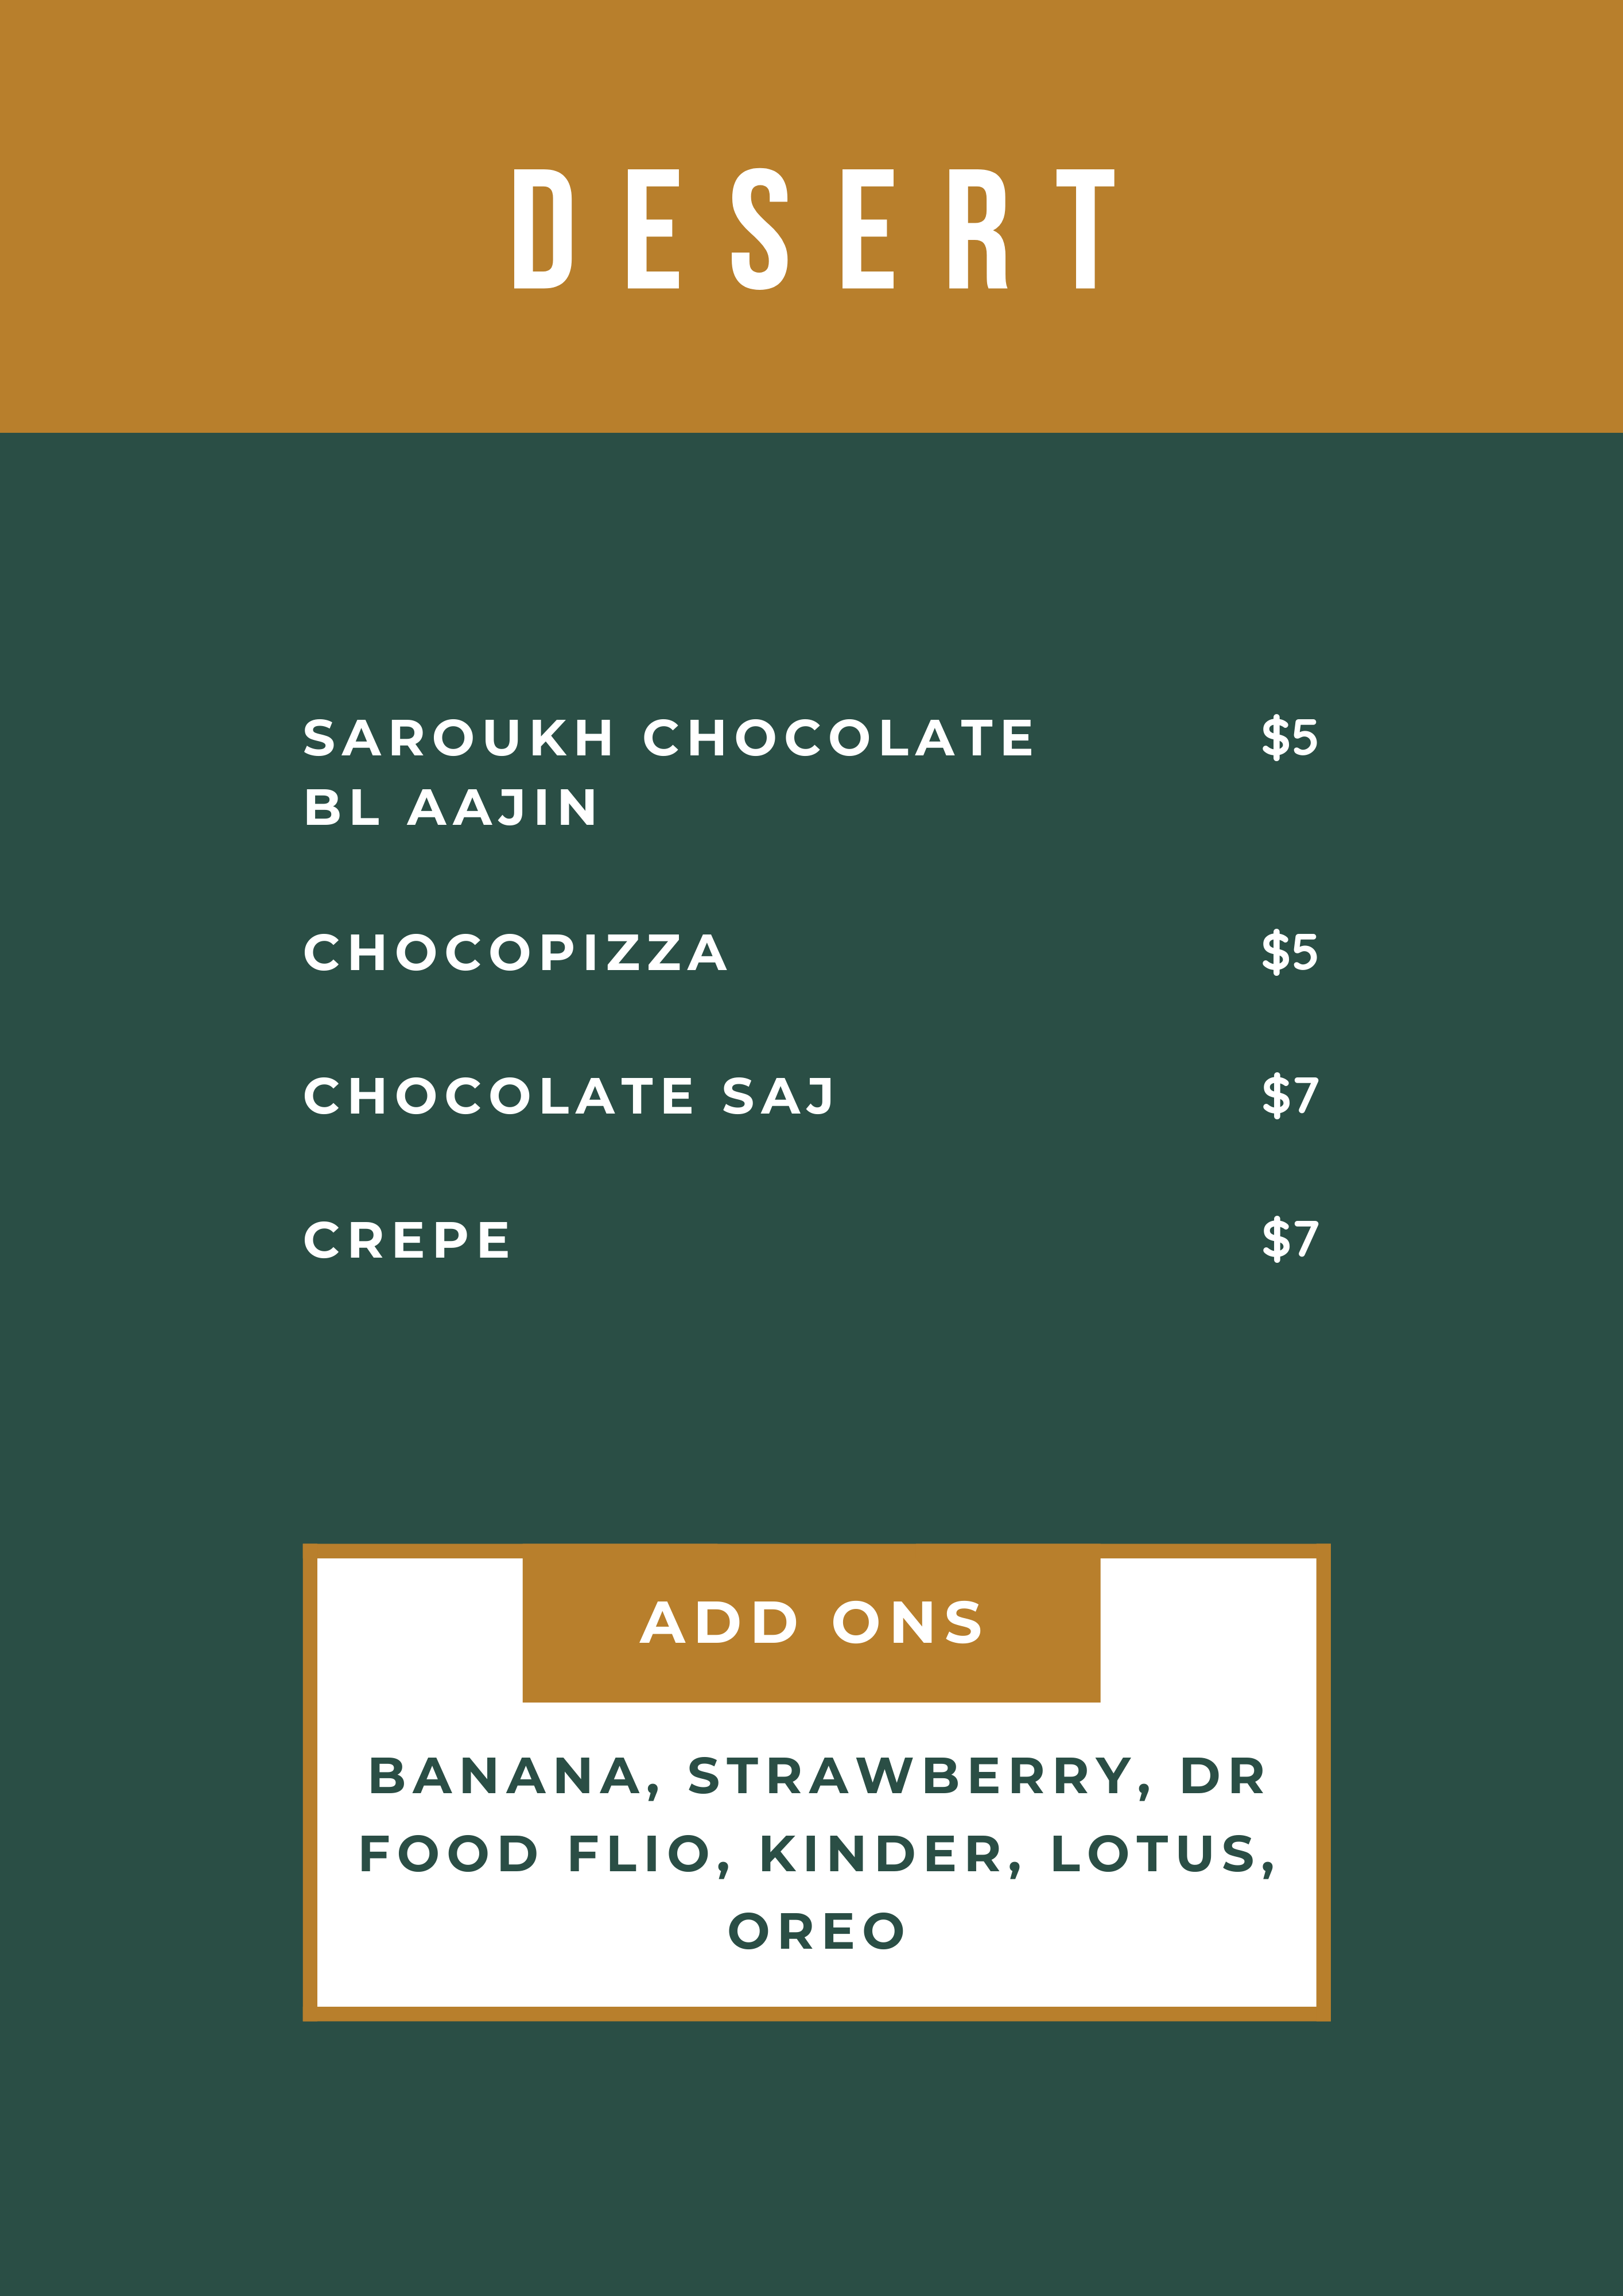 DESERT
SAROUKH CHOCOLATE $5
BL AAJIN
CHOCOPIZZA $5
CHOCOLATE SAJ $7
CREPE $7
ADD ONS
BANANA, STRAWBERRY, DR
FOOD FLIO, KINDER, LOTUS,
OREO